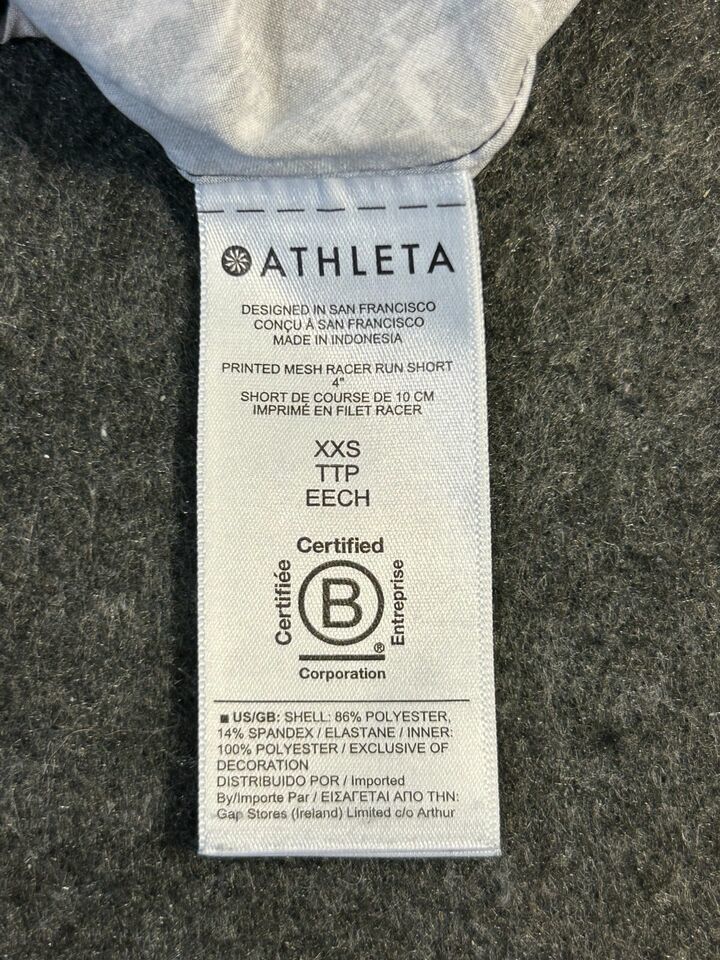 ATHLETA
DESIGNED IN SAN FRANCISCO
CONÇU À SAN FRANCISCO
MADE IN INDONESIA
PRINTED MESH RACER RUN SHORT
4"
SHORT DE COURSE DE 10 CM
IMPRIMÉ EN FILET RACER
XXS
TTP
EECH
Certified
Certifiée
B
Entreprise
®
Corporation
■ US/GB: SHELL: 86% POLYESTER,
14% SPANDEX / ELASTANE / INNER:
100% POLYESTER / EXCLUSIVE OF
DECORATION
DISTRIBUIDO POR / Imported
By/Importe Par / ΕΙΣΑΓΕΤΑΙ ΑΠΟ ΤΗΝ:
Gap Stores (Ireland) Limited c/o Arthur